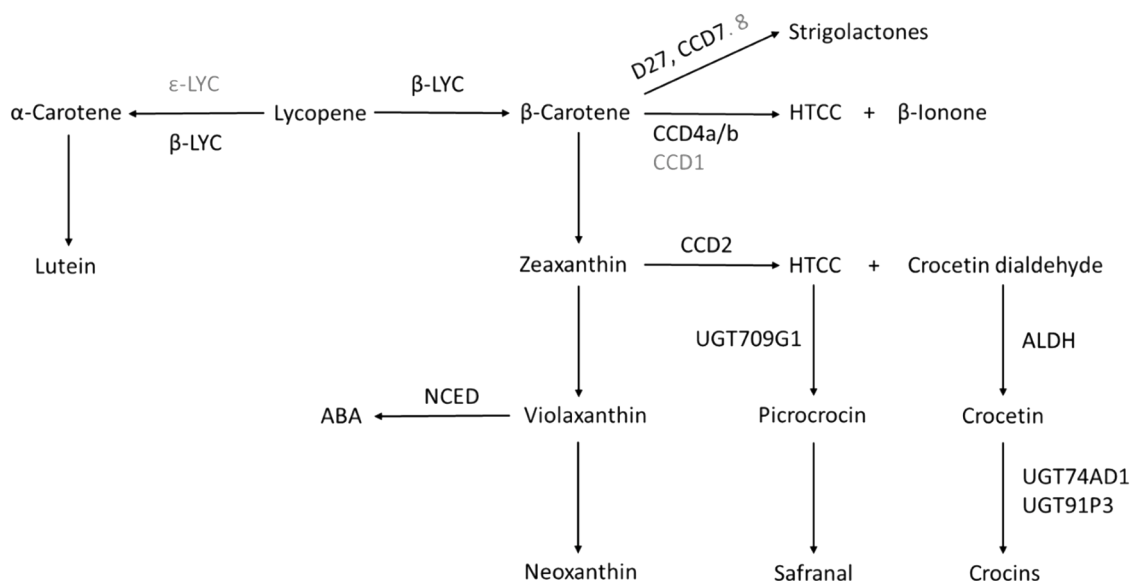 D27, CCD7. 8
Strigolactones
ε-LYC
β-LYC
α-Carotene
Lycopene
β-Carotene
HTCC + β-Ionone
β-LYC
CCD4a/b
CCD1
CCD2
Lutein
Zeaxanthin
HTCC + Crocetin dialdehyde
UGT709G1
ALDH
NCED
ABA
Violaxanthin
Picrocrocin
Crocetin
UGT74AD1
UGT91P3
Neoxanthin
Safranal
Crocins